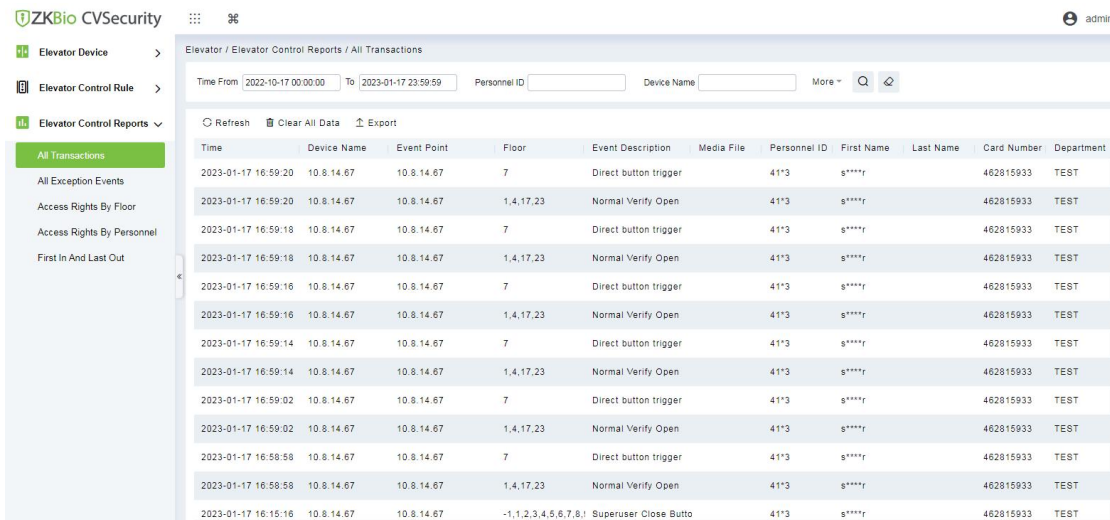 ZKBio CVSecurity
admin
Elevator Device
Elevator Control Rule
Elevator Control Reports
All Transactions
All Exception Events
Access Rights By Floor
Access Rights By Personnel
First In And Last Out
Elevator / Elevator Control Reports / All Transactions
Time From 2022-10-17 00:00:00 To 2023-01-17 23:59:59 Personnel ID Device Name More
Refresh Clear All Data Export
Time Device Name Event Point Floor Event Description Media File Personnel ID First Name Last Name Card Number Department
2023-01-17 16:59:20 10.8.14.67 10.8.14.67 7 Direct button trigger 41*3 s****r 462815933 TEST
2023-01-17 16:59:20 10.8.14.67 10.8.14.67 1,4,17,23 Normal Verify Open 41*3 s****r 462815933 TEST
2023-01-17 16:59:18 10.8.14.67 10.8.14.67 7 Direct button trigger 41*3 s****r 462815933 TEST
2023-01-17 16:59:18 10.8.14.67 10.8.14.67 1,4,17,23 Normal Verify Open 41*3 s****r 462815933 TEST
2023-01-17 16:59:16 10.8.14.67 10.8.14.67 7 Direct button trigger 41*3 s****r 462815933 TEST
2023-01-17 16:59:16 10.8.14.67 10.8.14.67 1,4,17,23 Normal Verify Open 41*3 s****r 462815933 TEST
2023-01-17 16:59:14 10.8.14.67 10.8.14.67 7 Direct button trigger 41*3 s****r 462815933 TEST
2023-01-17 16:59:14 10.8.14.67 10.8.14.67 1,4,17,23 Normal Verify Open 41*3 s****r 462815933 TEST
2023-01-17 16:59:02 10.8.14.67 10.8.14.67 7 Direct button trigger 41*3 s****r 462815933 TEST
2023-01-17 16:59:02 10.8.14.67 10.8.14.67 1,4,17,23 Normal Verify Open 41*3 s****r 462815933 TEST
2023-01-17 16:58:58 10.8.14.67 10.8.14.67 7 Direct button trigger 41*3 s****r 462815933 TEST
2023-01-17 16:58:58 10.8.14.67 10.8.14.67 1,4,17,23 Normal Verify Open 41*3 s****r 462815933 TEST
2023-01-17 16:15:16 10.8.14.67 10.8.14.67 -1,1,2,3,4,5,6,7,8, Superuser Close Butto 41*3 s****r 462815933 TEST